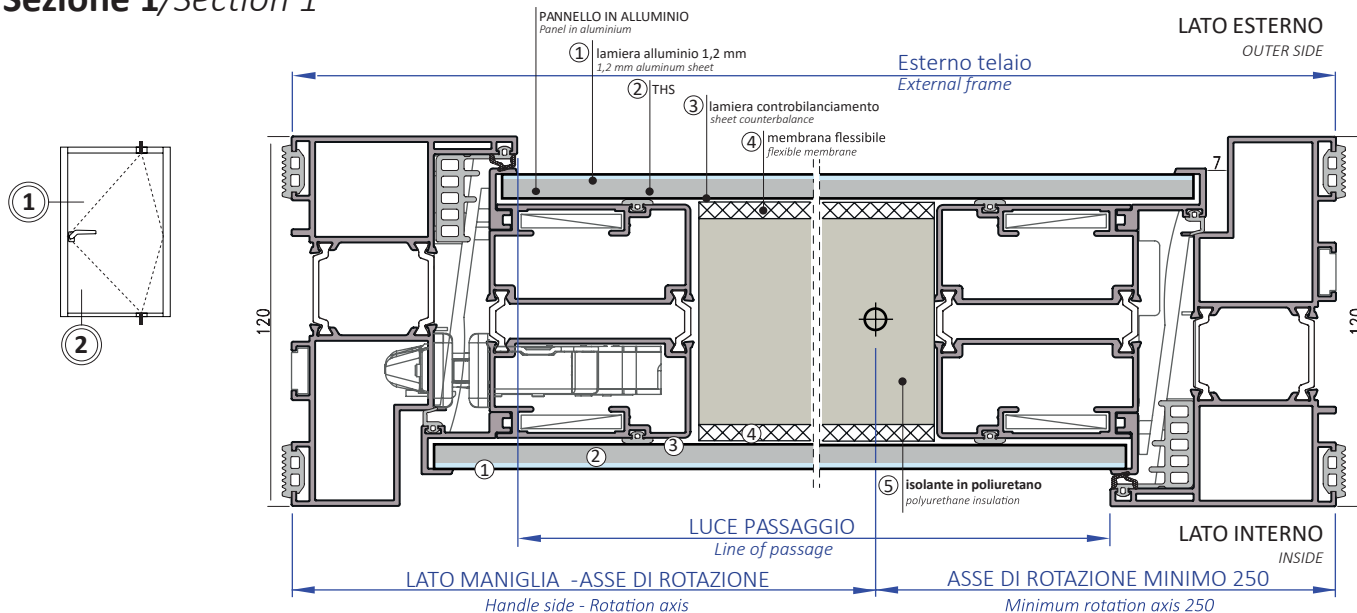 Sezione 1/Section 1
PANNELLO IN ALLUMINIO
Panel in aluminium
1 lamiera alluminio 1,2 mm
1,2 mm aluminum sheet
2 THS
3 lamiera controbilanciamento
sheet counterbalance
4 membrana flessibile
flexible membrane
LATO ESTERNO
OUTER SIDE
Esterno telaio
External frame
7
1
2
120
120
3
4
2
1
5 isolante in poliuretano
polyurethane insulation
LUCE PASSAGGIO
Line of passage
LATO INTERNO
INSIDE
LATO MANIGLIA -ASSE DI ROTAZIONE
Handle side - Rotation axis
ASSE DI ROTAZIONE MINIMO 250
Minimum rotation axis 250